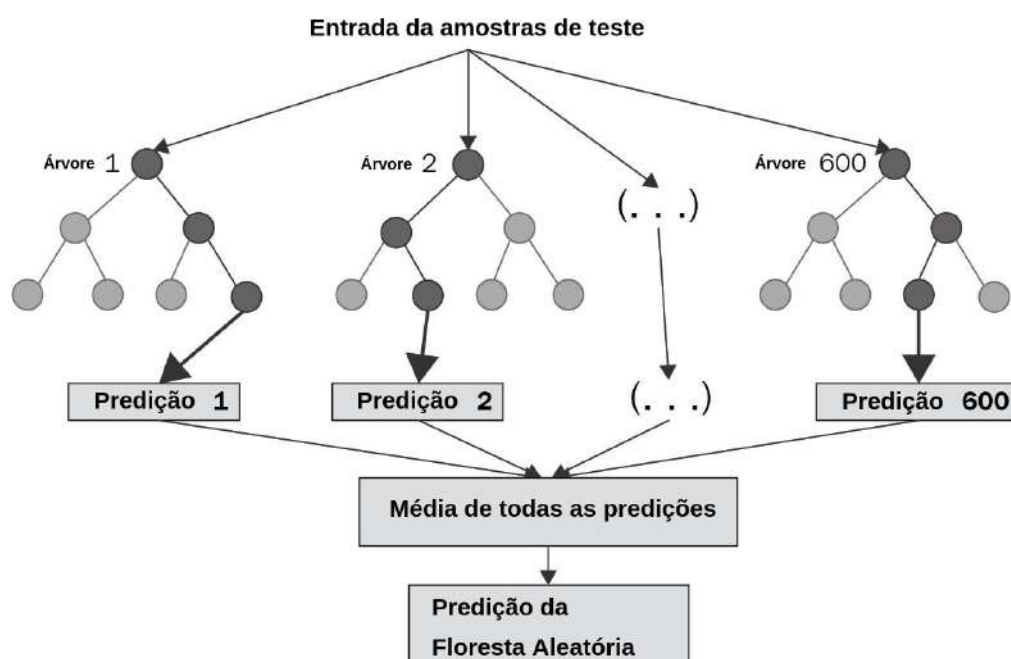 Entrada da amostras de teste
Árvore 1
Árvore 2
Árvore 600
(. . .)
Predição 1
Predição 2
(. . .)
Predição 600
Média de todas as predições
Predição da
Floresta Aleatória